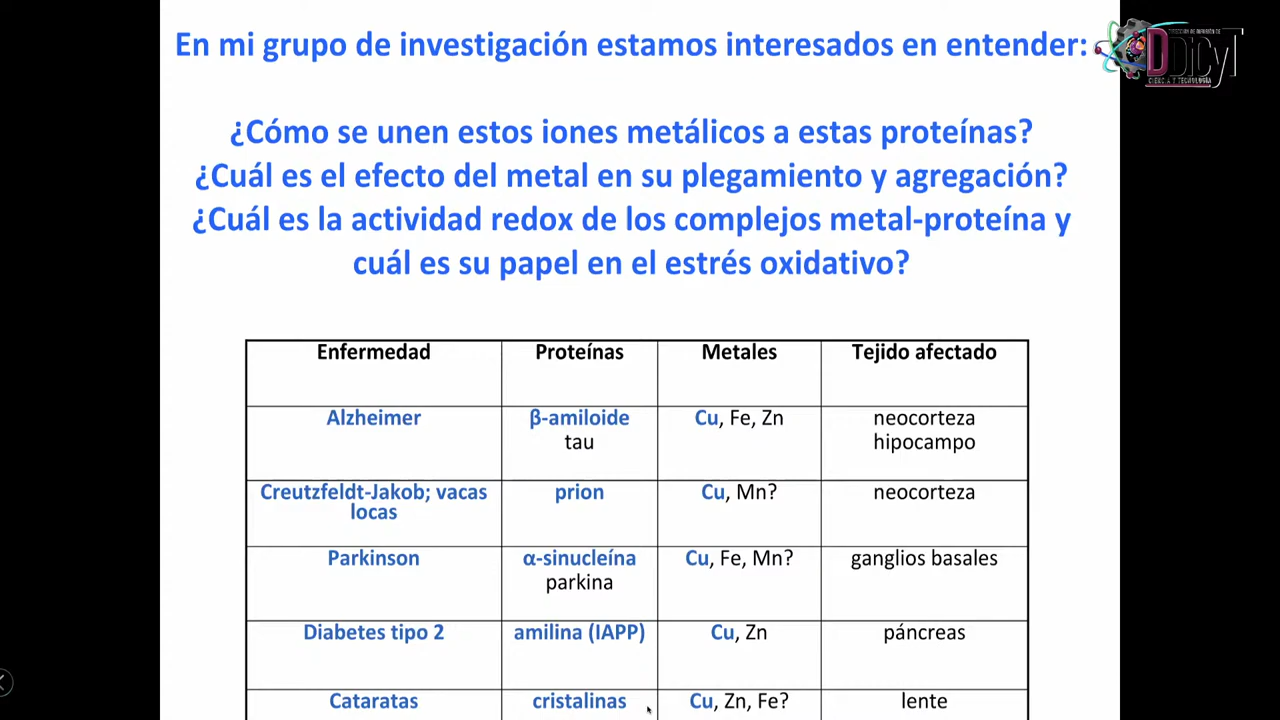 En mi grupo de investigación estamos interesados en entender:
¿Cómo se unen estos iones metálicos a estas proteínas?
¿Cuál es el efecto del metal en su plegamiento y agregación?
¿Cuál es la actividad redox de los complejos metal-proteína y
cuál es su papel en el estrés oxidativo?
Enfermedad Proteínas Metales Tejido afectado
Alzheimer β-amiloide Cu, Fe, Zn neocorteza
tau hipocampo
Creutzfeldt-Jakob; vacas prion Cu, Mn? neocorteza
locas
Parkinson α-sinucleína Cu, Fe, Mn? ganglios basales
parkina
Diabetes tipo 2 amilina (IAPP) Cu, Zn páncreas
Cataratas cristalinas Cu, Zn, Fe? lente